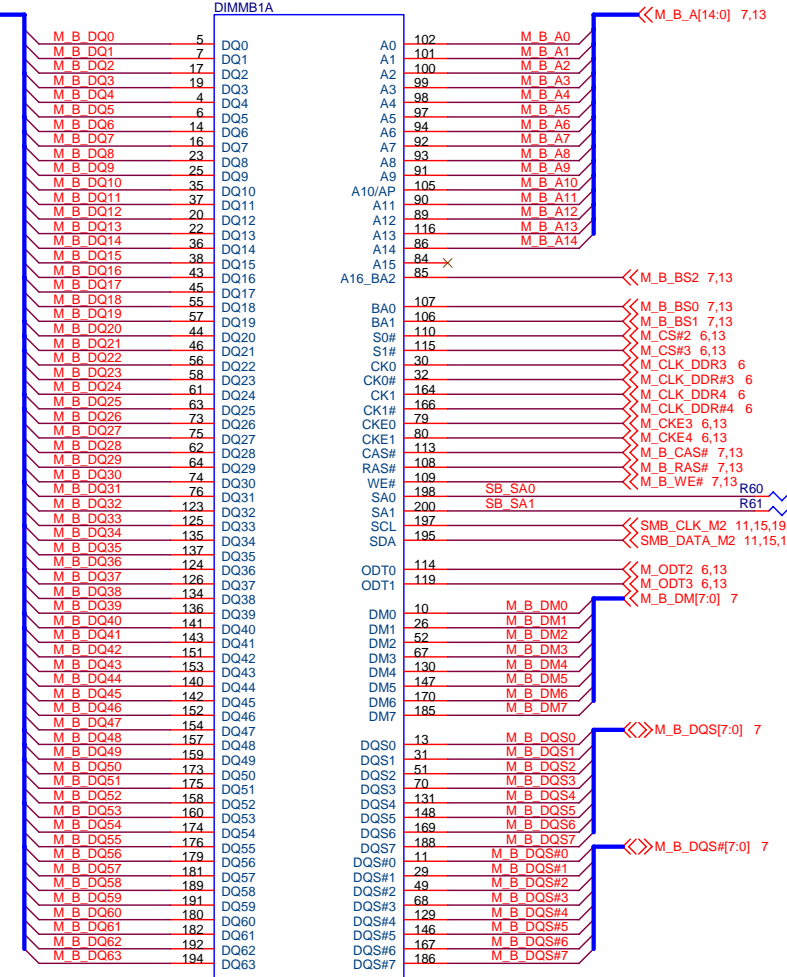 DIMMB1A
M_B_A[14:0] 7,13
M_B_DQ0 5 DQ0 A0 102 M_B_A0
M_B_DQ1 7 DQ1 A1 101 M_B_A1
M_B_DQ2 17 DQ2 A2 100 M_B_A2
M_B_DQ3 19 DQ3 A3 99 M_B_A3
M_B_DQ4 4 DQ4 A4 98 M_B_A4
M_B_DQ5 6 DQ5 A5 97 M_B_A5
M_B_DQ6 14 DQ6 A6 94 M_B_A6
M_B_DQ7 16 DQ7 A7 92 M_B_A7
M_B_DQ8 23 DQ8 A8 93 M_B_A8
M_B_DQ9 25 DQ9 A9 91 M_B_A9
M_B_DQ10 35 DQ10 A10/AP 105 M_B_A10
M_B_DQ11 37 DQ11 A11 90 M_B_A11
M_B_DQ12 20 DQ12 A12 89 M_B_A12
M_B_DQ13 22 DQ13 A13 116 M_B_A13
M_B_DQ14 36 DQ14 A14 86 M_B_A14
M_B_DQ15 38 DQ15 A15 84
M_B_DQ16 43 DQ16 A16_BA2 85 M_B_BS2 7,13
M_B_DQ17 45 DQ17
M_B_DQ18 55 DQ18 BA0 107 M_B_BS0 7,13
M_B_DQ19 57 DQ19 BA1 106 M_B_BS1 7,13
M_B_DQ20 44 DQ20 S0# 110 M_CS#2 6,13
M_B_DQ21 46 DQ21 S1# 115 M_CS#3 6,13
M_B_DQ22 56 DQ22 CK0 30 M_CLK_DDR3 6
M_B_DQ23 58 DQ23 CK0# 32 M_CLK_DDR#3 6
M_B_DQ24 61 DQ24 CK1 164 M_CLK_DDR4 6
M_B_DQ25 63 DQ25 CK1# 166 M_CLK_DDR#4 6
M_B_DQ26 73 DQ26 CKE0 79 M_CKE3 6,13
M_B_DQ27 75 DQ27 CKE1 80 M_CKE4 6,13
M_B_DQ28 62 DQ28 CAS# 113 M_B_CAS# 7,13
M_B_DQ29 64 DQ29 RAS# 108 M_B_RAS# 7,13
M_B_DQ30 74 DQ30 WE# 109 M_B_WE# 7,13
M_B_DQ31 76 DQ31 SA0 198 SB_SA0 R60
M_B_DQ32 123 DQ32 SA1 200 SB_SA1 R61
M_B_DQ33 125 DQ33 SCL 197 SMB_CLK_M2 11,15,19
M_B_DQ34 135 DQ34 SDA 195 SMB_DATA_M2 11,15,1
M_B_DQ35 137 DQ35
M_B_DQ36 124 DQ36 ODT0 114 M_ODT2 6,13
M_B_DQ37 126 DQ37 ODT1 119 M_ODT3 6,13
M_B_DQ38 134 DQ38 M_B_DM[7:0] 7
M_B_DQ39 136 DQ39 DM0 10 M_B_DM0
M_B_DQ40 141 DQ40 DM1 26 M_B_DM1
M_B_DQ41 143 DQ41 DM2 52 M_B_DM2
M_B_DQ42 151 DQ42 DM3 67 M_B_DM3
M_B_DQ43 153 DQ43 DM4 130 M_B_DM4
M_B_DQ44 140 DQ44 DM5 147 M_B_DM5
M_B_DQ45 142 DQ45 DM6 170 M_B_DM6
M_B_DQ46 152 DQ46 DM7 185 M_B_DM7
M_B_DQ47 154 DQ47 M_B_DQS[7:0] 7
M_B_DQ48 157 DQ48 DQS0 13 M_B_DQS0
M_B_DQ49 159 DQ49 DQS1 31 M_B_DQS1
M_B_DQ50 173 DQ50 DQS2 51 M_B_DQS2
M_B_DQ51 175 DQ51 DQS3 70 M_B_DQS3
M_B_DQ52 158 DQ52 DQS4 131 M_B_DQS4
M_B_DQ53 160 DQ53 DQS5 148 M_B_DQS5
M_B_DQ54 174 DQ54 DQS6 169 M_B_DQS6
M_B_DQ55 176 DQ55 DQS7 188 M_B_DQS7 M_B_DQS#[7:0] 7
M_B_DQ56 179 DQ56 DQS#0 11 M_B_DQS#0
M_B_DQ57 181 DQ57 DQS#1 29 M_B_DQS#1
M_B_DQ58 189 DQ58 DQS#2 49 M_B_DQS#2
M_B_DQ59 191 DQ59 DQS#3 68 M_B_DQS#3
M_B_DQ60 180 DQ60 DQS#4 129 M_B_DQS#4
M_B_DQ61 182 DQ61 DQS#5 146 M_B_DQS#5
M_B_DQ62 192 DQ62 DQS#6 167 M_B_DQS#6
M_B_DQ63 194 DQ63 DQS#7 186 M_B_DQS#7